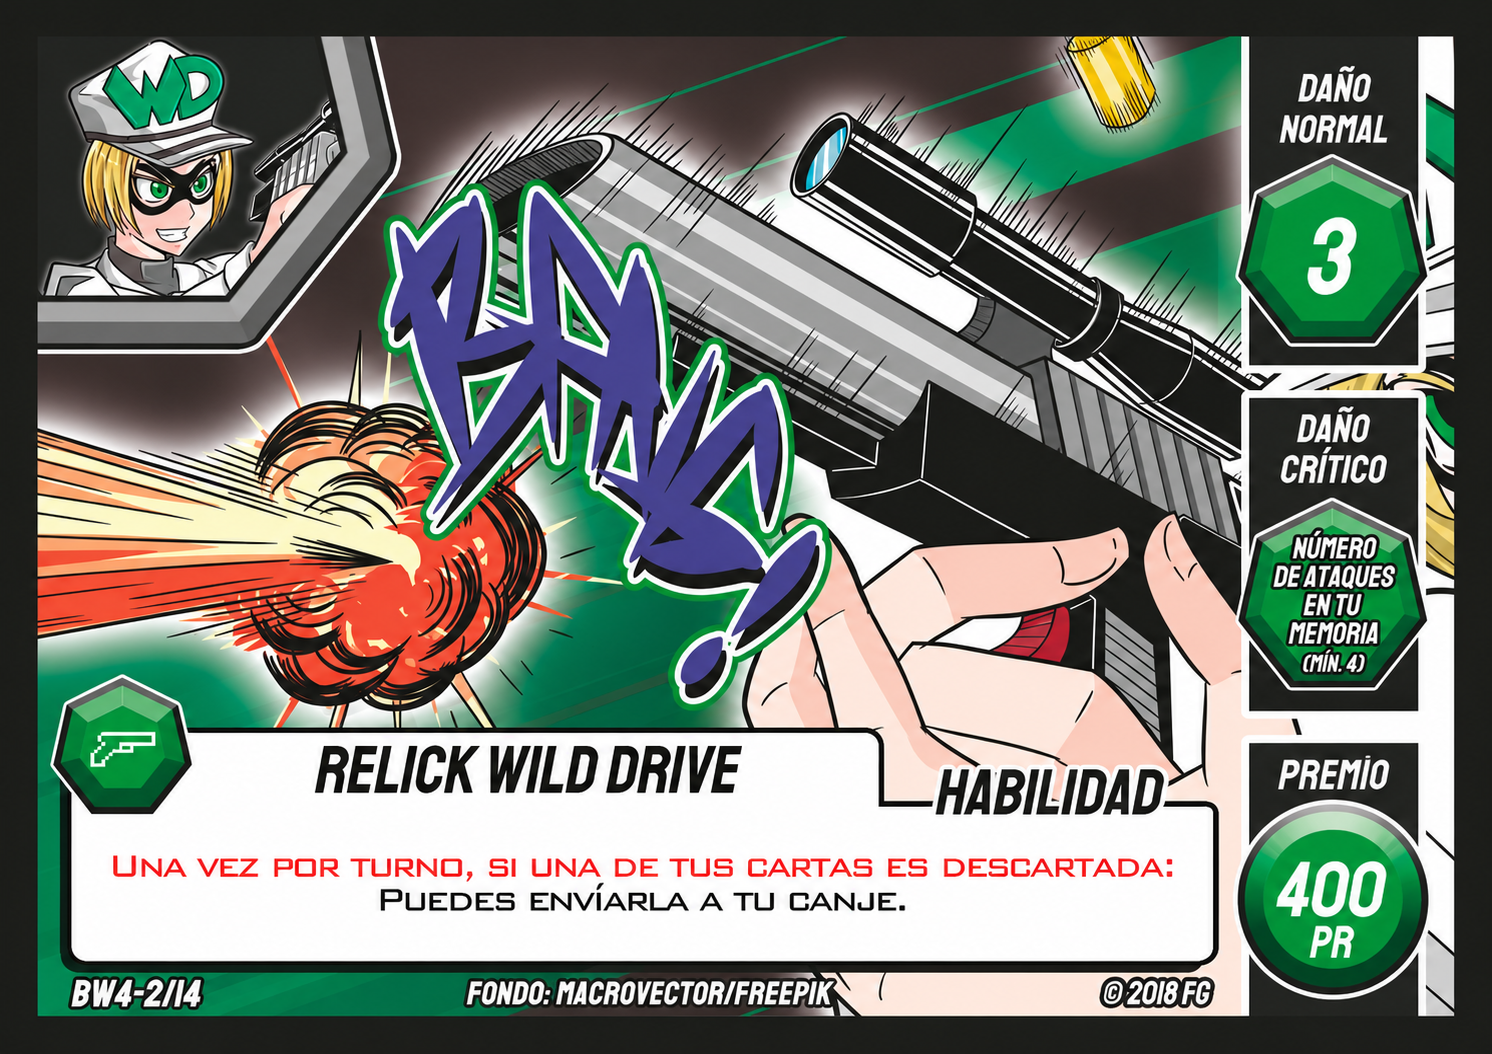 WD
BANG!
DAÑO
NORMAL
3
DAÑO
CRÍTICO
NÚMERO
DE ATAQUES
EN TU
MEMORIA
(MÍN. 4)
PREMIO
400
PR
RELICK WILD DRIVE
HABILIDAD
UNA VEZ POR TURNO, SI UNA DE TUS CARTAS ES DESCARTADA:
PUEDES ENVÍARLA A TU CANJE.
BW4-2/14
FONDO: MACROVECTOR/FREEPIK
© 2018 FG